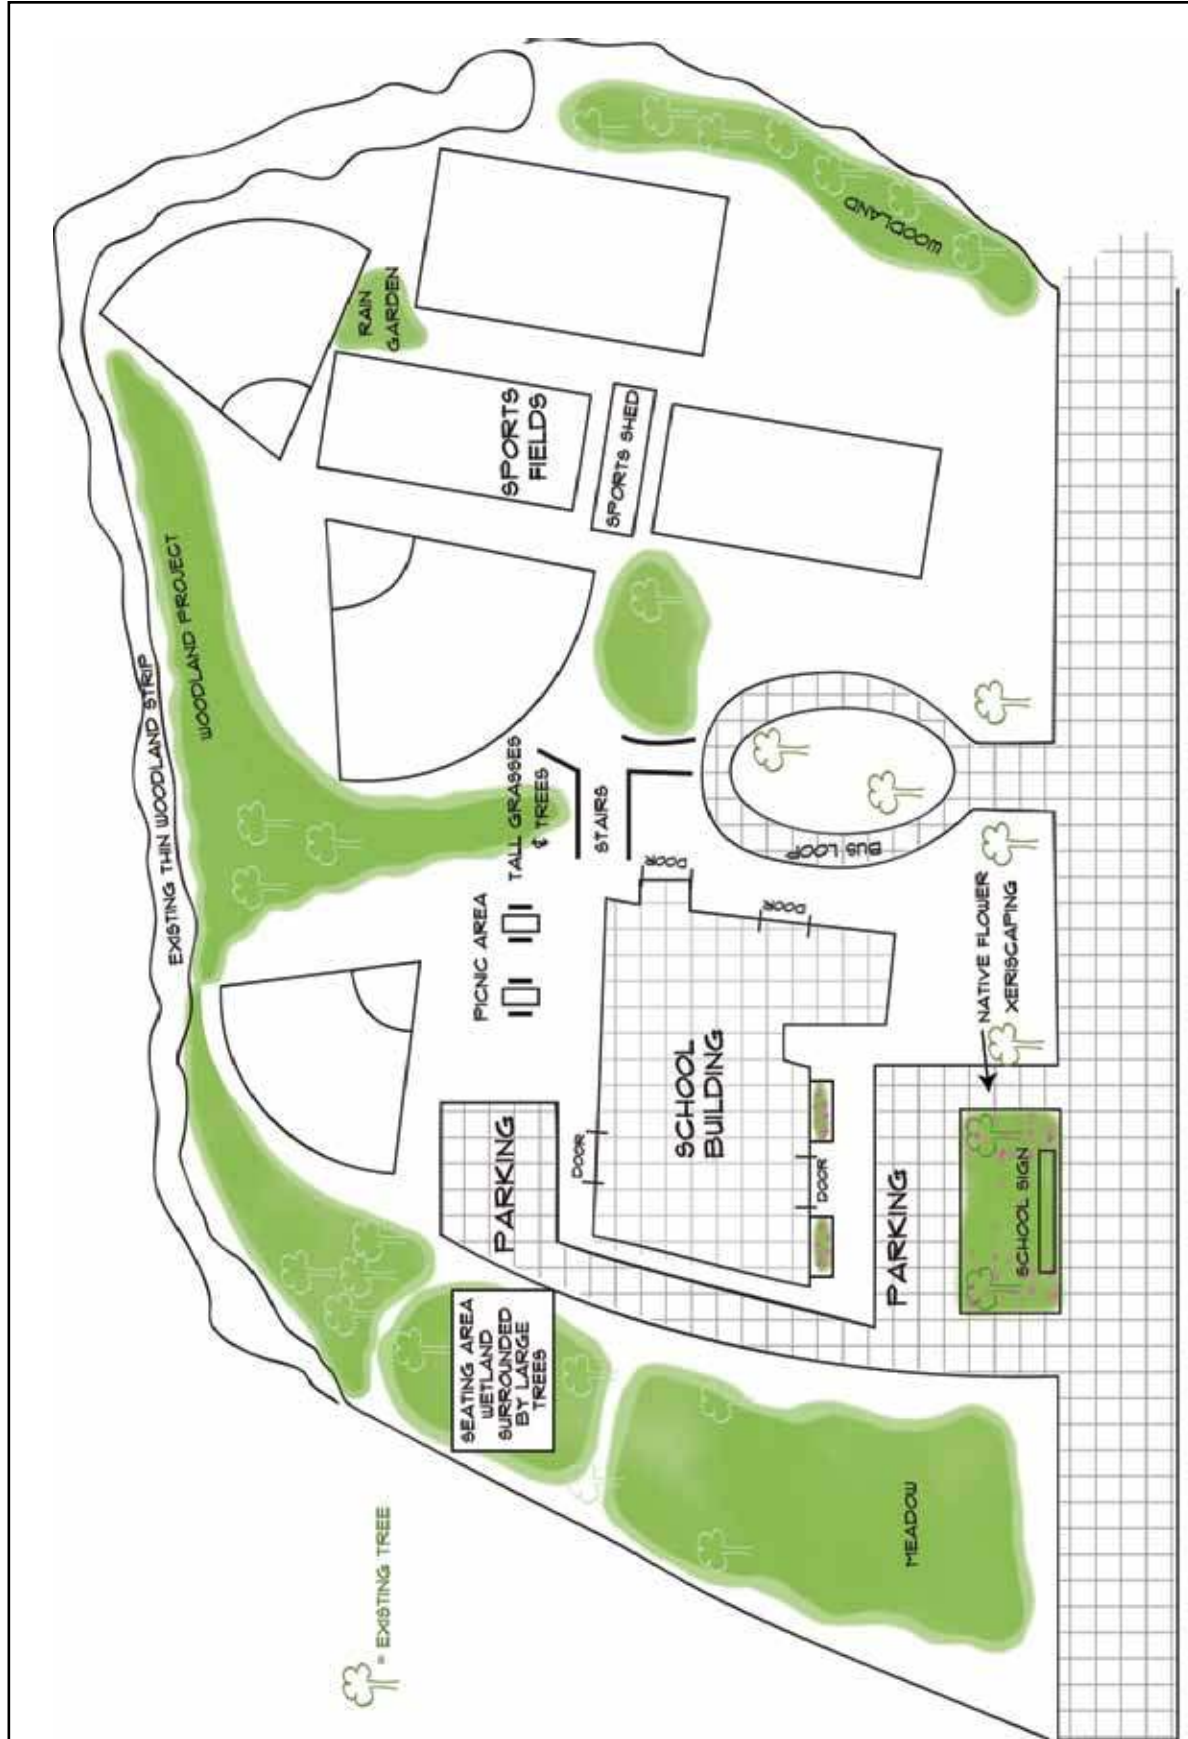 EXISTING THIN WOODLAND STRIP
WOODLAND PROJECT
RAIN
GARDEN
WOODLAND
SPORTS
FIELDS
SPORTS SHED
TALL GRASSES
& TREES
STAIRS
PICNIC AREA
DOOR
DOOR
BUS LOOP
NATIVE FLOWER
XERISCAPING
SCHOOL
BUILDING
PARKING
DOOR
DOOR
PARKING
SCHOOL SIGN
SEATING AREA
WETLAND
SURROUNDED
BY LARGE
TREES
MEADOW
= EXISTING TREE